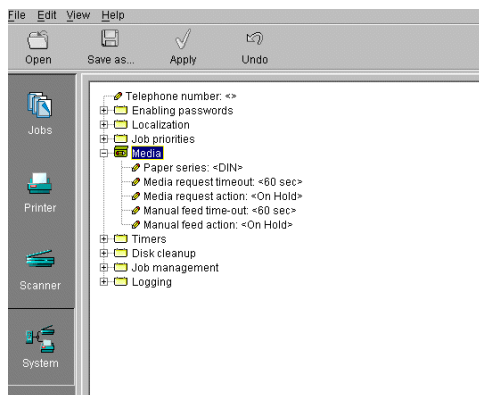 File Edit View Help
Open Save as... Apply Undo
Jobs
Printer
Scanner
System
Telephone number: <>
Enabling passwords
Localization
Job priorities
Media
Paper series: <DIN>
Media request timeout: <60 sec>
Media request action: <On Hold>
Manual feed time-out: <60 sec>
Manual feed action: <On Hold>
Timers
Disk cleanup
Job management
Logging